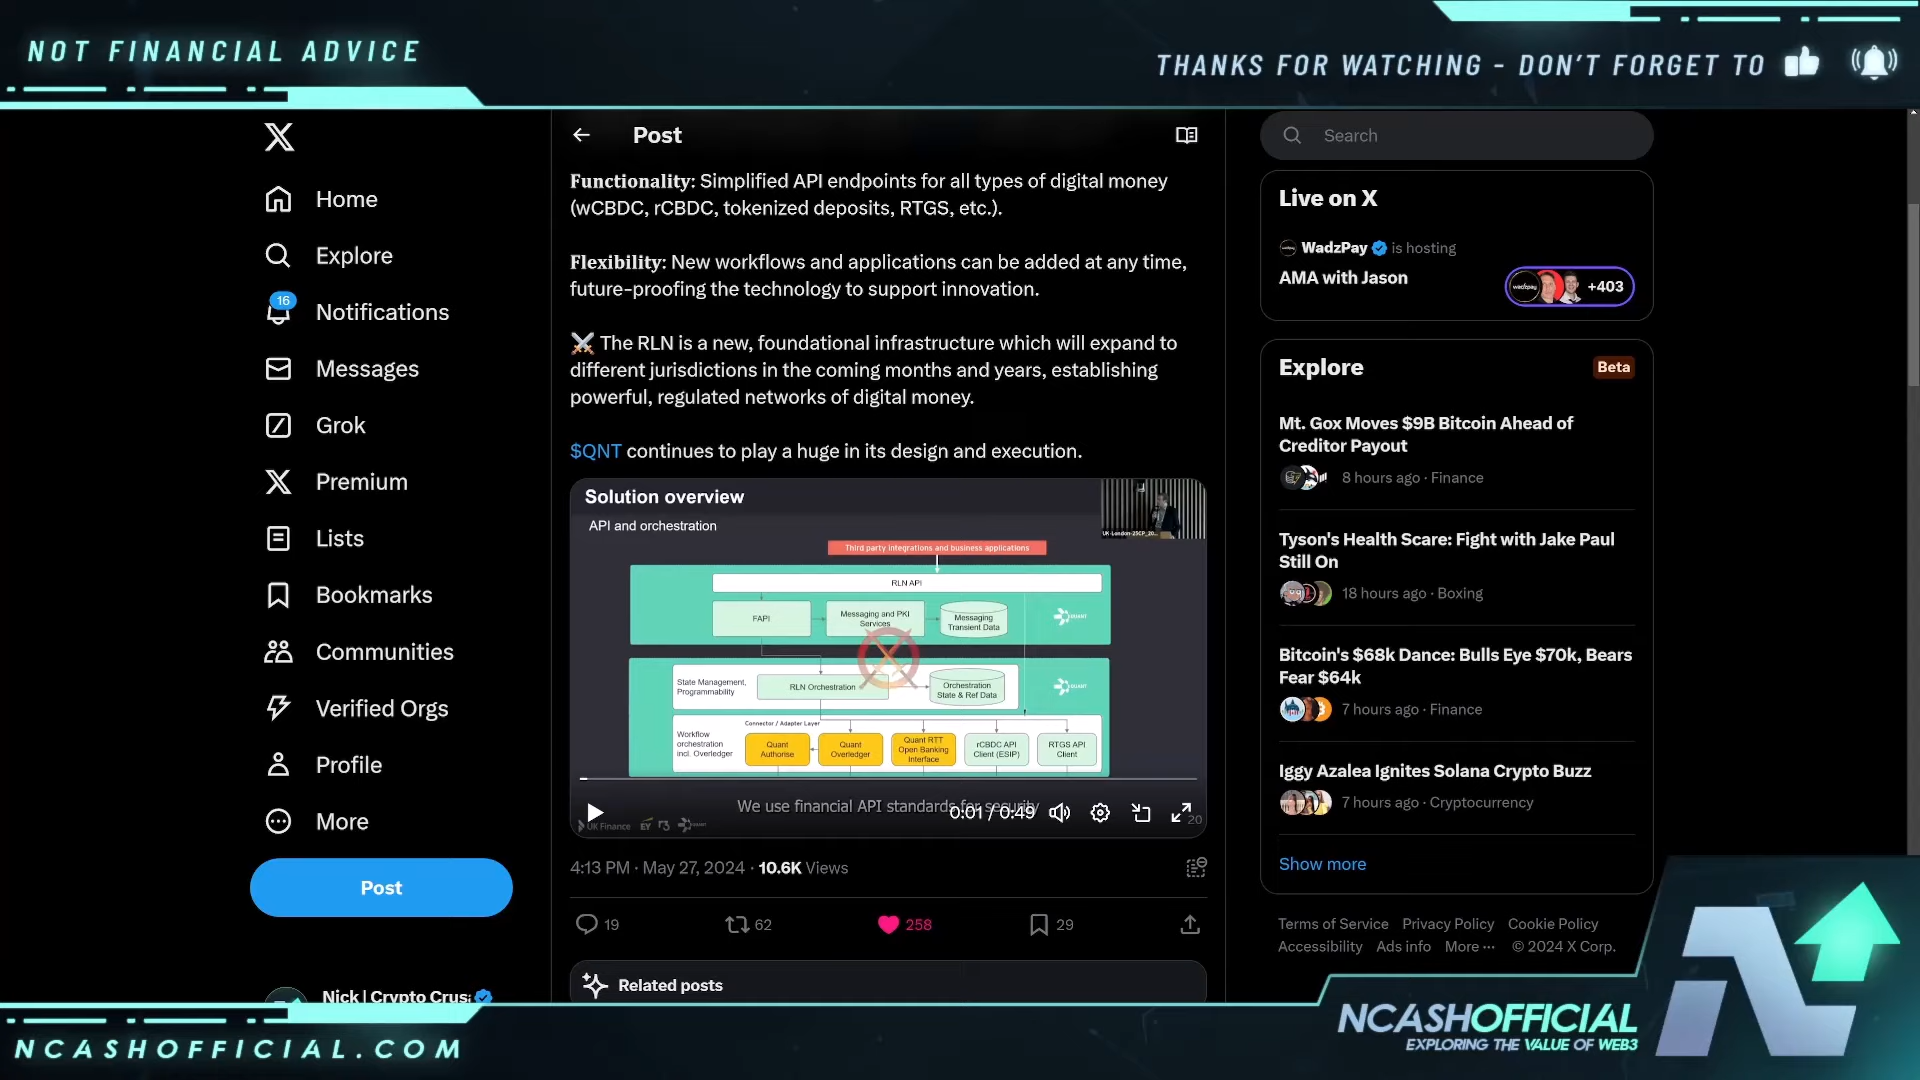 NOT FINANCIAL ADVICE
THANKS FOR WATCHING - DON'T FORGET TO
Home
Explore
16
Notifications
Messages
Grok
Premium
Lists
Bookmarks
Communities
Verified Orgs
Profile
More
Post
Nick | Crypto Crus
Post
Functionality: Simplified API endpoints for all types of digital money
(wCBDC, rCBDC, tokenized deposits, RTGS, etc.).
Flexibility: New workflows and applications can be added at any time,
future-proofing the technology to support innovation.
⚔️ The RLN is a new, foundational infrastructure which will expand to
different jurisdictions in the coming months and years, establishing
powerful, regulated networks of digital money.
$QNT continues to play a huge in its design and execution.
Solution overview
API and orchestration
Third party integrations and business applications
RLN API
FAPI
Messaging and PKI
Services
Messaging
Transient Data
QUANT
State Management,
Programmability
RLN Orchestration
Orchestration
State & Ref Data
QUANT
Connector / Adapter Layer
Workflow
orchestration
incl. Overledger
Quant
Authorise
Quant
Overledger
Quant RTT
Open Banking
Interface
rCBDC API
Client (ESIP)
RTGS API
Client
We use financial API standards for security
0:01 / 0:49
UK Finance EY r3 QUANT
20
4:13 PM · May 27, 2024 · 10.6K Views
19
62
258
29
Related posts
Search
Live on X
WadzPay is hosting
AMA with Jason
wadzpay
+403
Explore
Beta
Mt. Gox Moves $9B Bitcoin Ahead of
Creditor Payout
8 hours ago · Finance
Tyson's Health Scare: Fight with Jake Paul
Still On
18 hours ago · Boxing
Bitcoin's $68k Dance: Bulls Eye $70k, Bears
Fear $64k
7 hours ago · Finance
Iggy Azalea Ignites Solana Crypto Buzz
7 hours ago · Cryptocurrency
Show more
Terms of Service Privacy Policy Cookie Policy
Accessibility Ads info More ··· © 2024 X Corp.
NCASHOFFICIAL.COM
NCASHOFFICIAL
EXPLORING THE VALUE OF WEB3